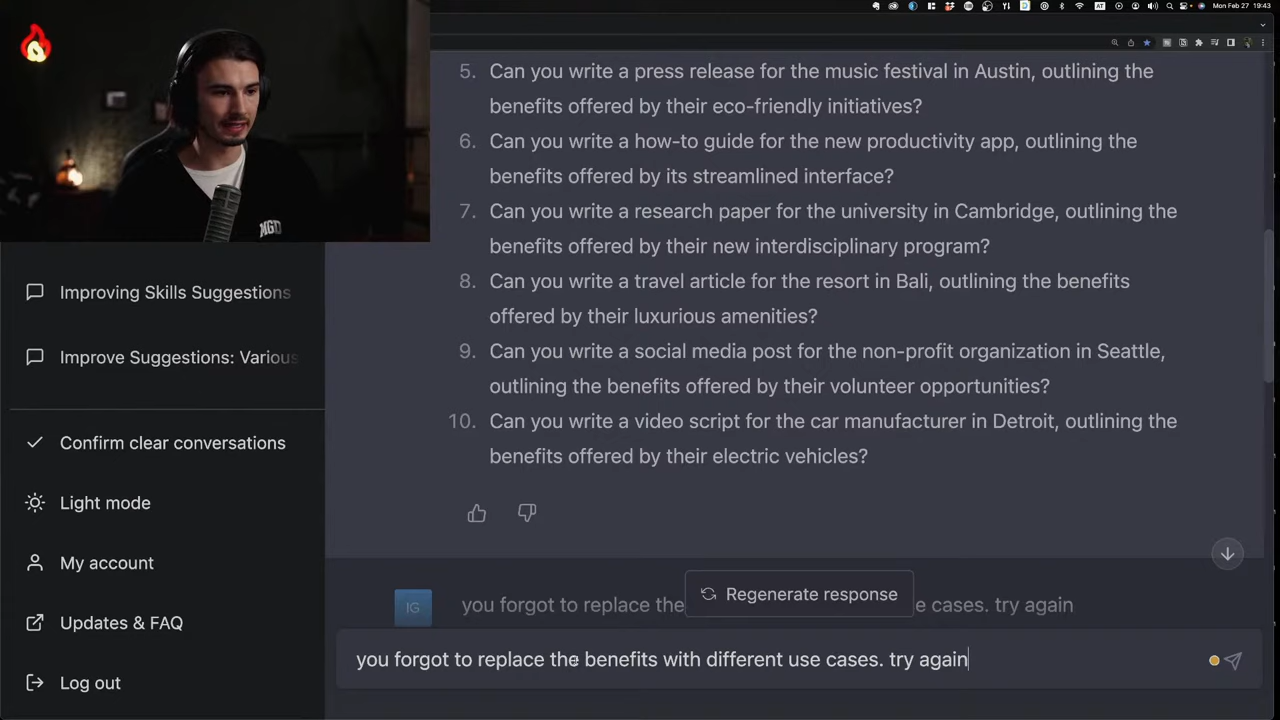 Mon Feb 27 19:43
AT
MGD
5. Can you write a press release for the music festival in Austin, outlining the
benefits offered by their eco-friendly initiatives?
6. Can you write a how-to guide for the new productivity app, outlining the
benefits offered by its streamlined interface?
7. Can you write a research paper for the university in Cambridge, outlining the
benefits offered by their new interdisciplinary program?
8. Can you write a travel article for the resort in Bali, outlining the benefits
offered by their luxurious amenities?
9. Can you write a social media post for the non-profit organization in Seattle,
outlining the benefits offered by their volunteer opportunities?
10. Can you write a video script for the car manufacturer in Detroit, outlining the
benefits offered by their electric vehicles?
Improving Skills Suggestions
Improve Suggestions: Various
Confirm clear conversations
Light mode
My account
Updates & FAQ
Log out
IG
you forgot to replace the
e cases. try again
Regenerate response
you forgot to replace the benefits with different use cases. try again